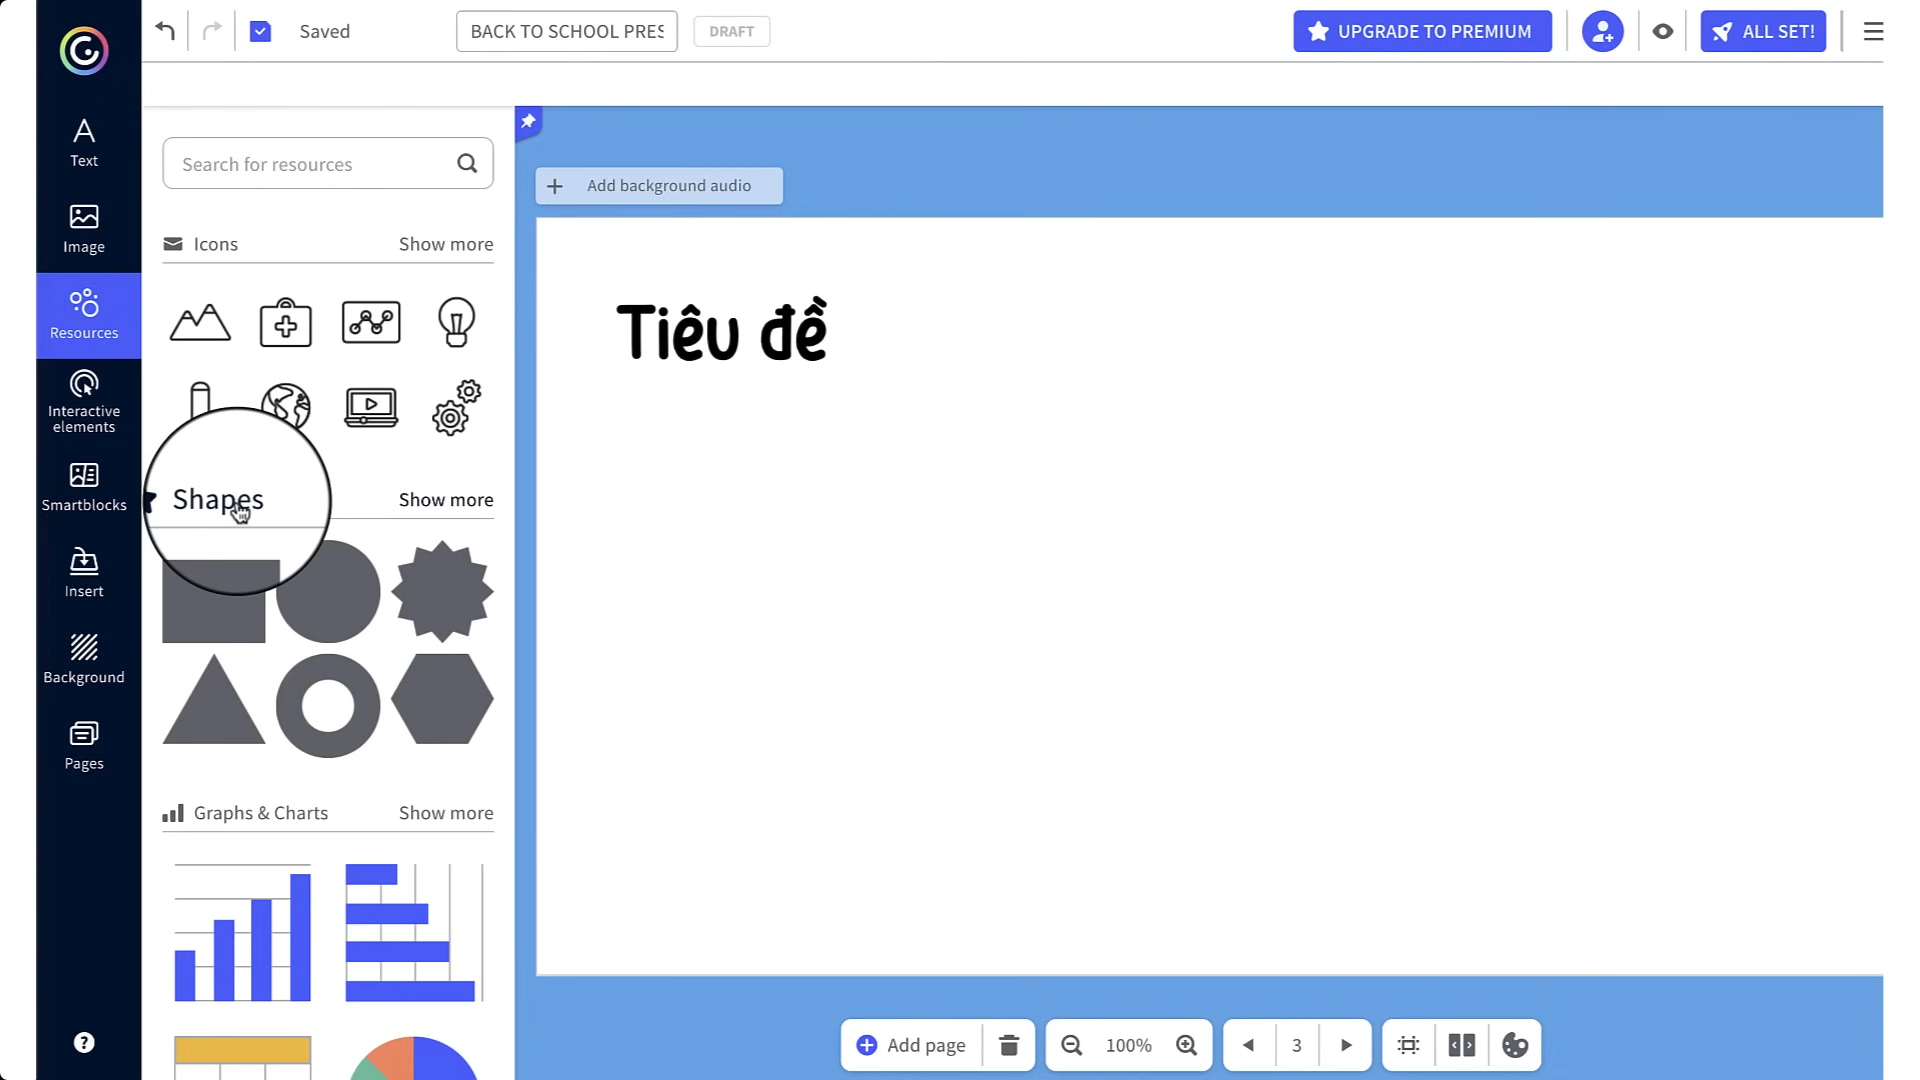 Saved
BACK TO SCHOOL PRES
DRAFT
UPGRADE TO PREMIUM
ALL SET!
Text
Image
Resources
Interactive
elements
Smartblocks
Insert
Background
Pages
?
Search for resources
Icons
Show more
Shapes
Show more
Graphs & Charts
Show more
Add background audio
Tiêu đề
Add page
100%
3